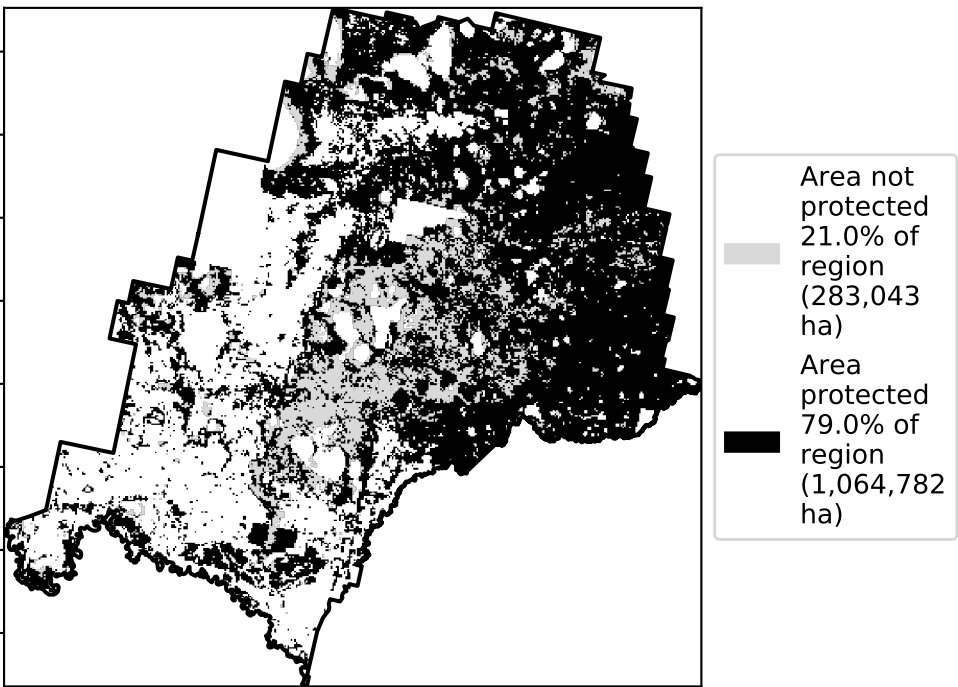 Area not
protected
21.0% of
region
(283,043
ha)
Area
protected
79.0% of
region
(1,064,782
ha)